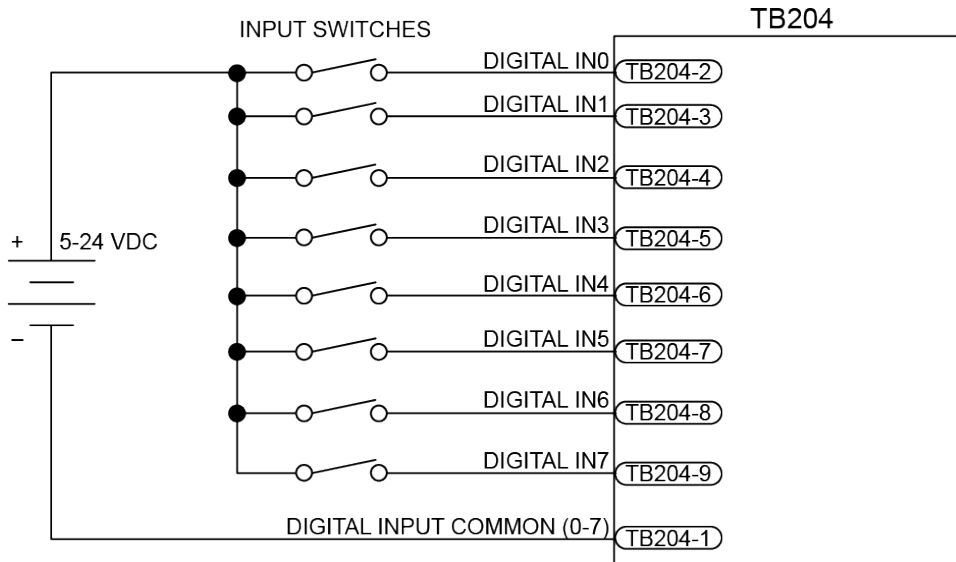 TB204
INPUT SWITCHES
DIGITAL IN0
TB204-2
DIGITAL IN1
TB204-3
DIGITAL IN2
TB204-4
DIGITAL IN3
TB204-5
+ 5-24 VDC
DIGITAL IN4
TB204-6
–
DIGITAL IN5
TB204-7
DIGITAL IN6
TB204-8
DIGITAL IN7
TB204-9
DIGITAL INPUT COMMON (0-7)
TB204-1